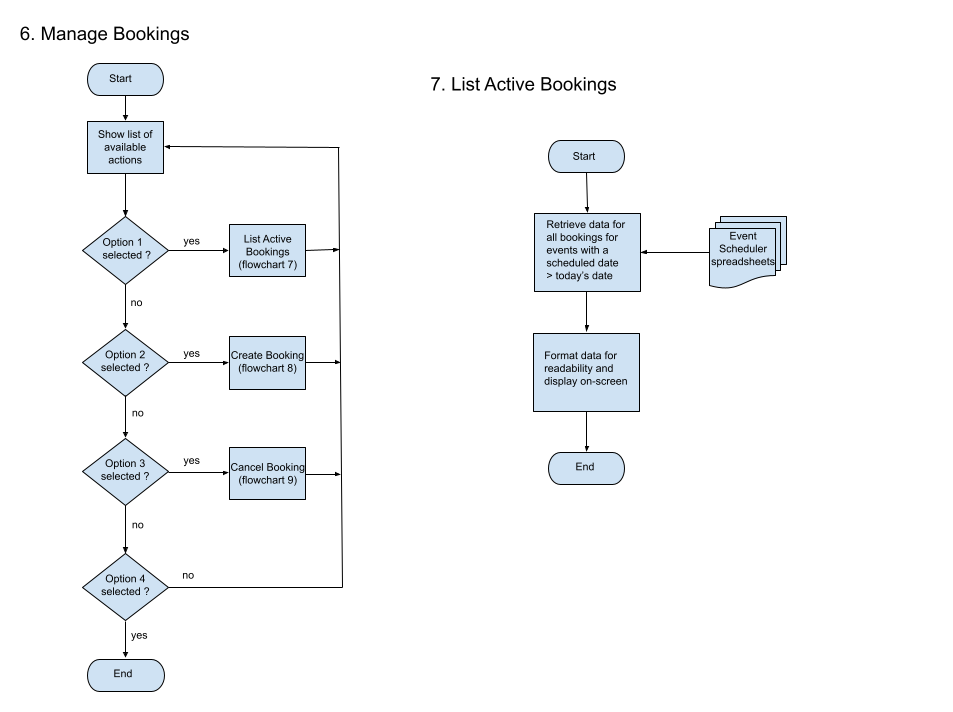 6. Manage Bookings
Start
Show list of
available
actions
Option 1
selected ?
yes
List Active
Bookings
(flowchart 7)
no
Option 2
selected ?
yes
Create Booking
(flowchart 8)
no
Option 3
selected ?
yes
Cancel Booking
(flowchart 9)
no
Option 4
selected ?
no
yes
End
7. List Active Bookings
Start
Retrieve data for
all bookings for
events with a
scheduled date
> today's date
Event
Scheduler
spreadsheets
Format data for
readability and
display on-screen
End